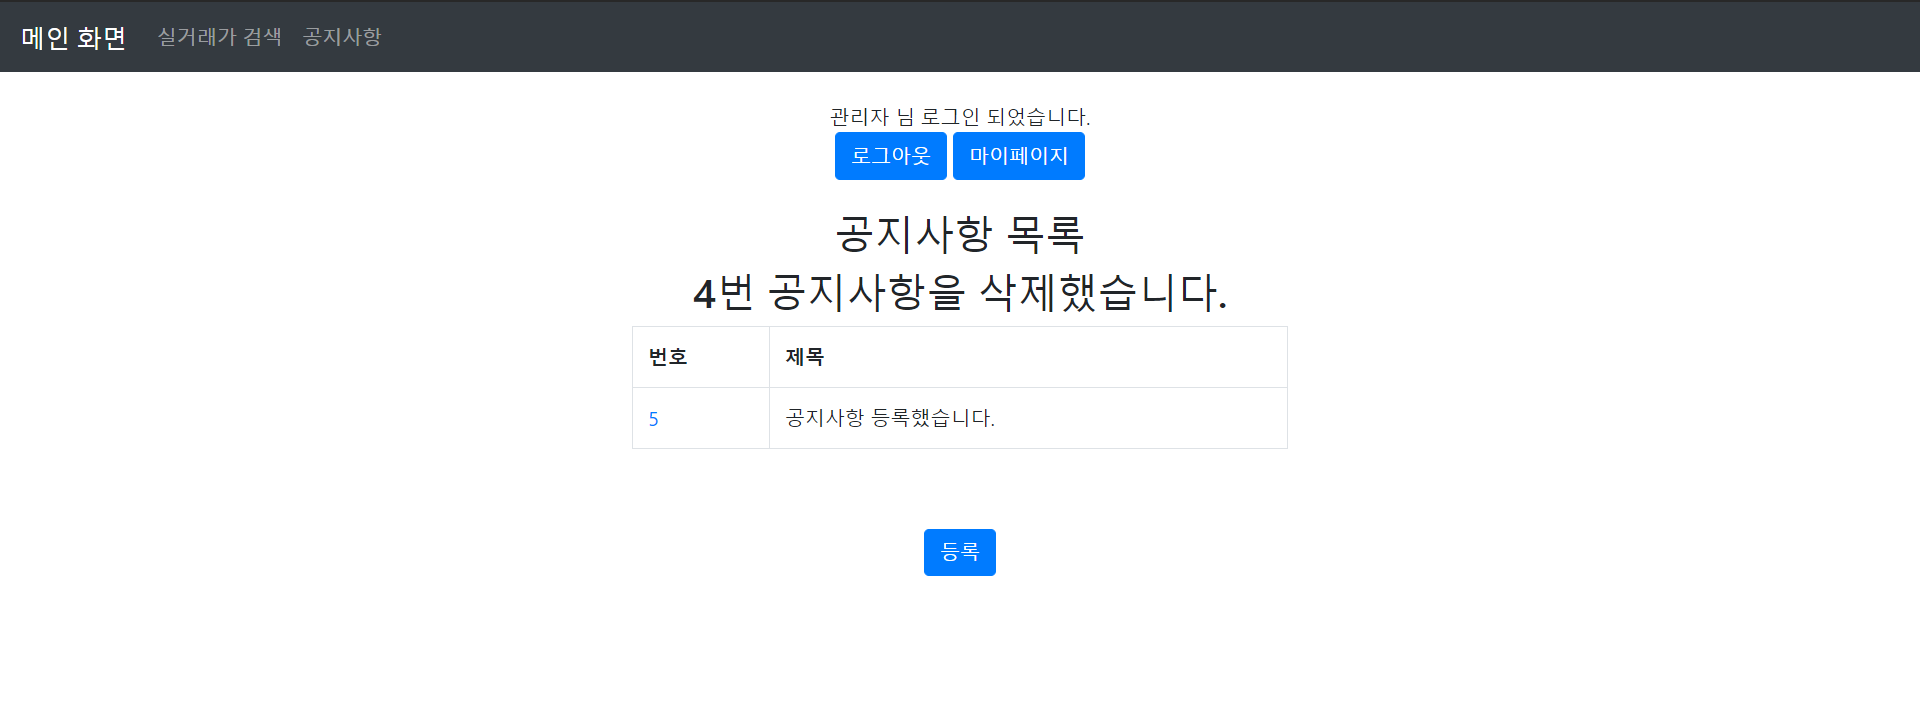 메인 화면 실거래가 검색 공지사항
관리자 님 로그인 되었습니다.
로그아웃 마이페이지
공지사항 목록
4번 공지사항을 삭제했습니다.
번호 제목
5 공지사항 등록했습니다.
등록